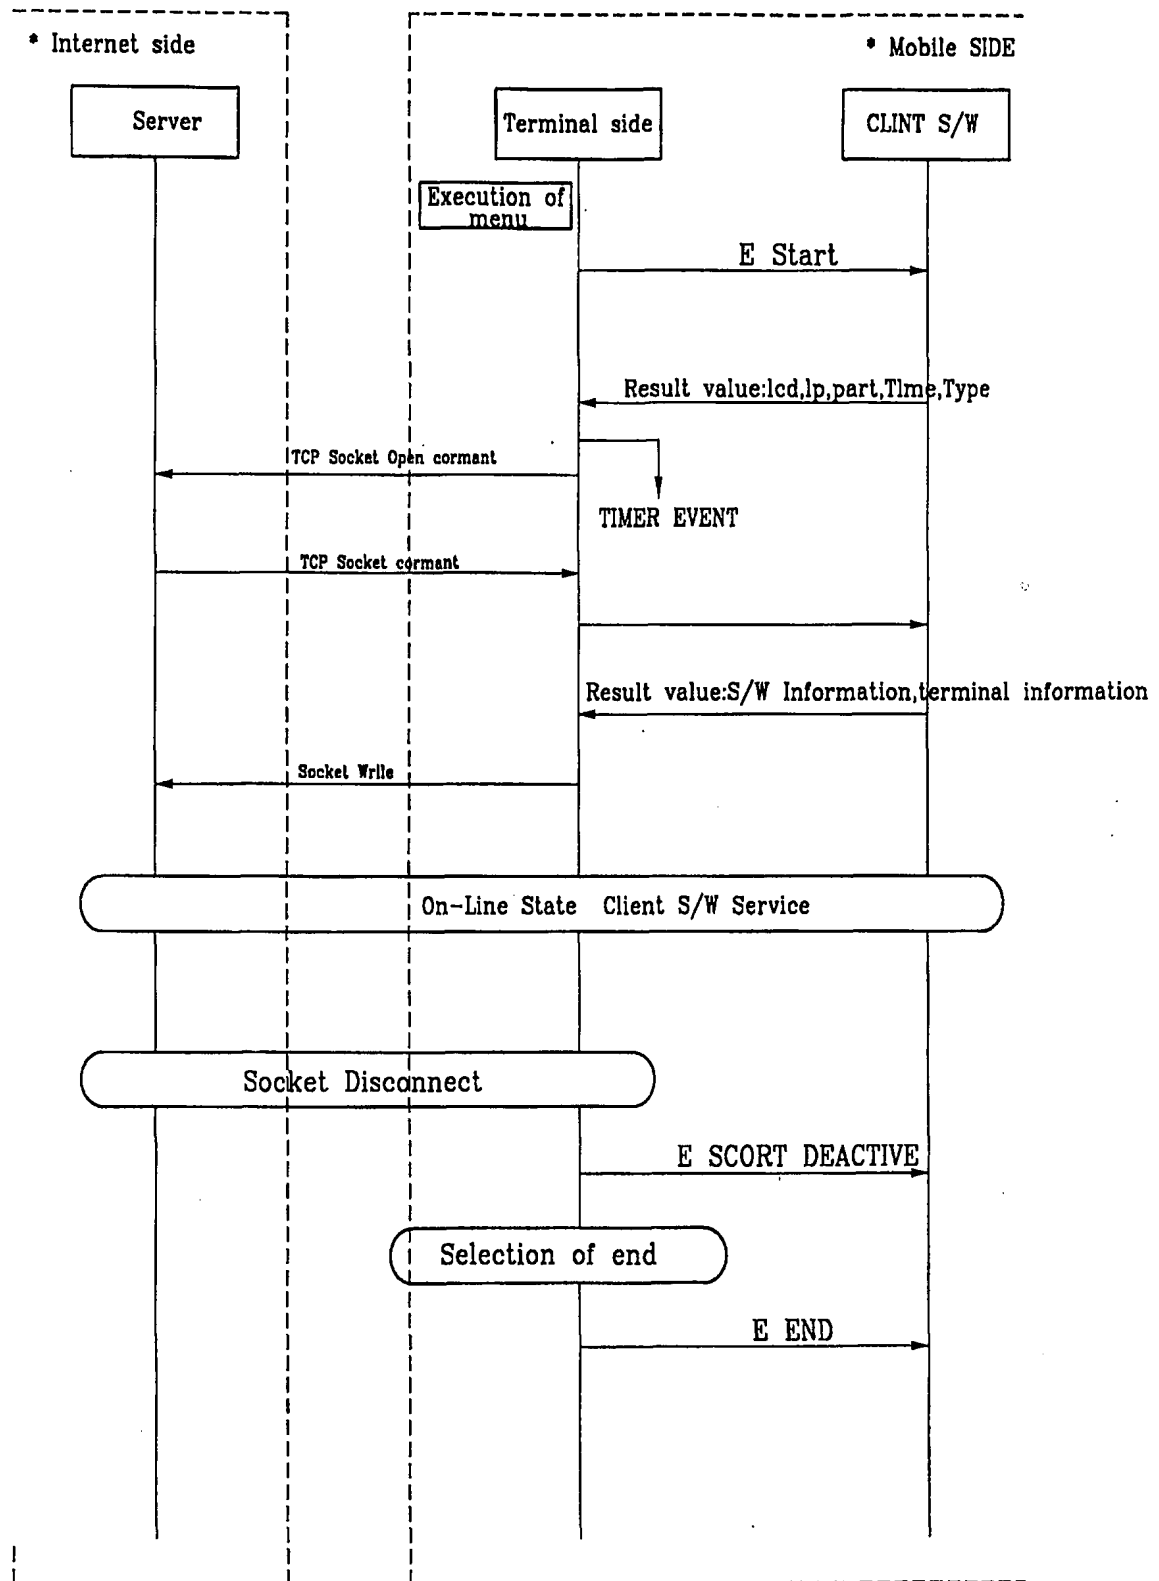 * Internet side
* Mobile SIDE
Server
Terminal side
CLINT S/W
Execution of
menu
E Start
Result value:lcd,lp,part,TIme,Type
TCP Socket Open cormant
TIMER EVENT
TCP Socket cormant
Result value:S/W Information,terminal information
Socket WrIle
On-Line State Client S/W Service
Socket Disconnect
E SCORT DEACTIVE
Selection of end
E END